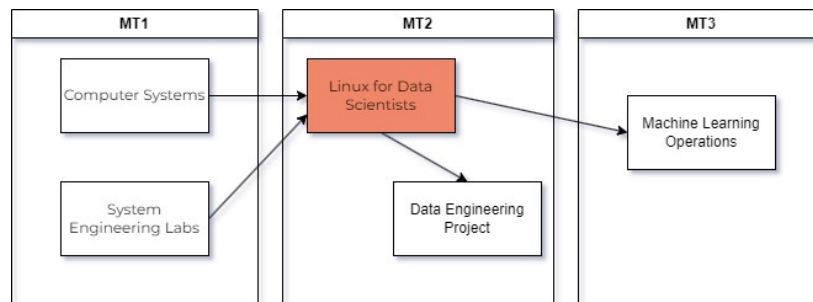 MT1
MT2
MT3
Computer Systems
Linux for Data
Scientists
Machine Learning
Operations
System
Engineering Labs
Data Engineering
Project